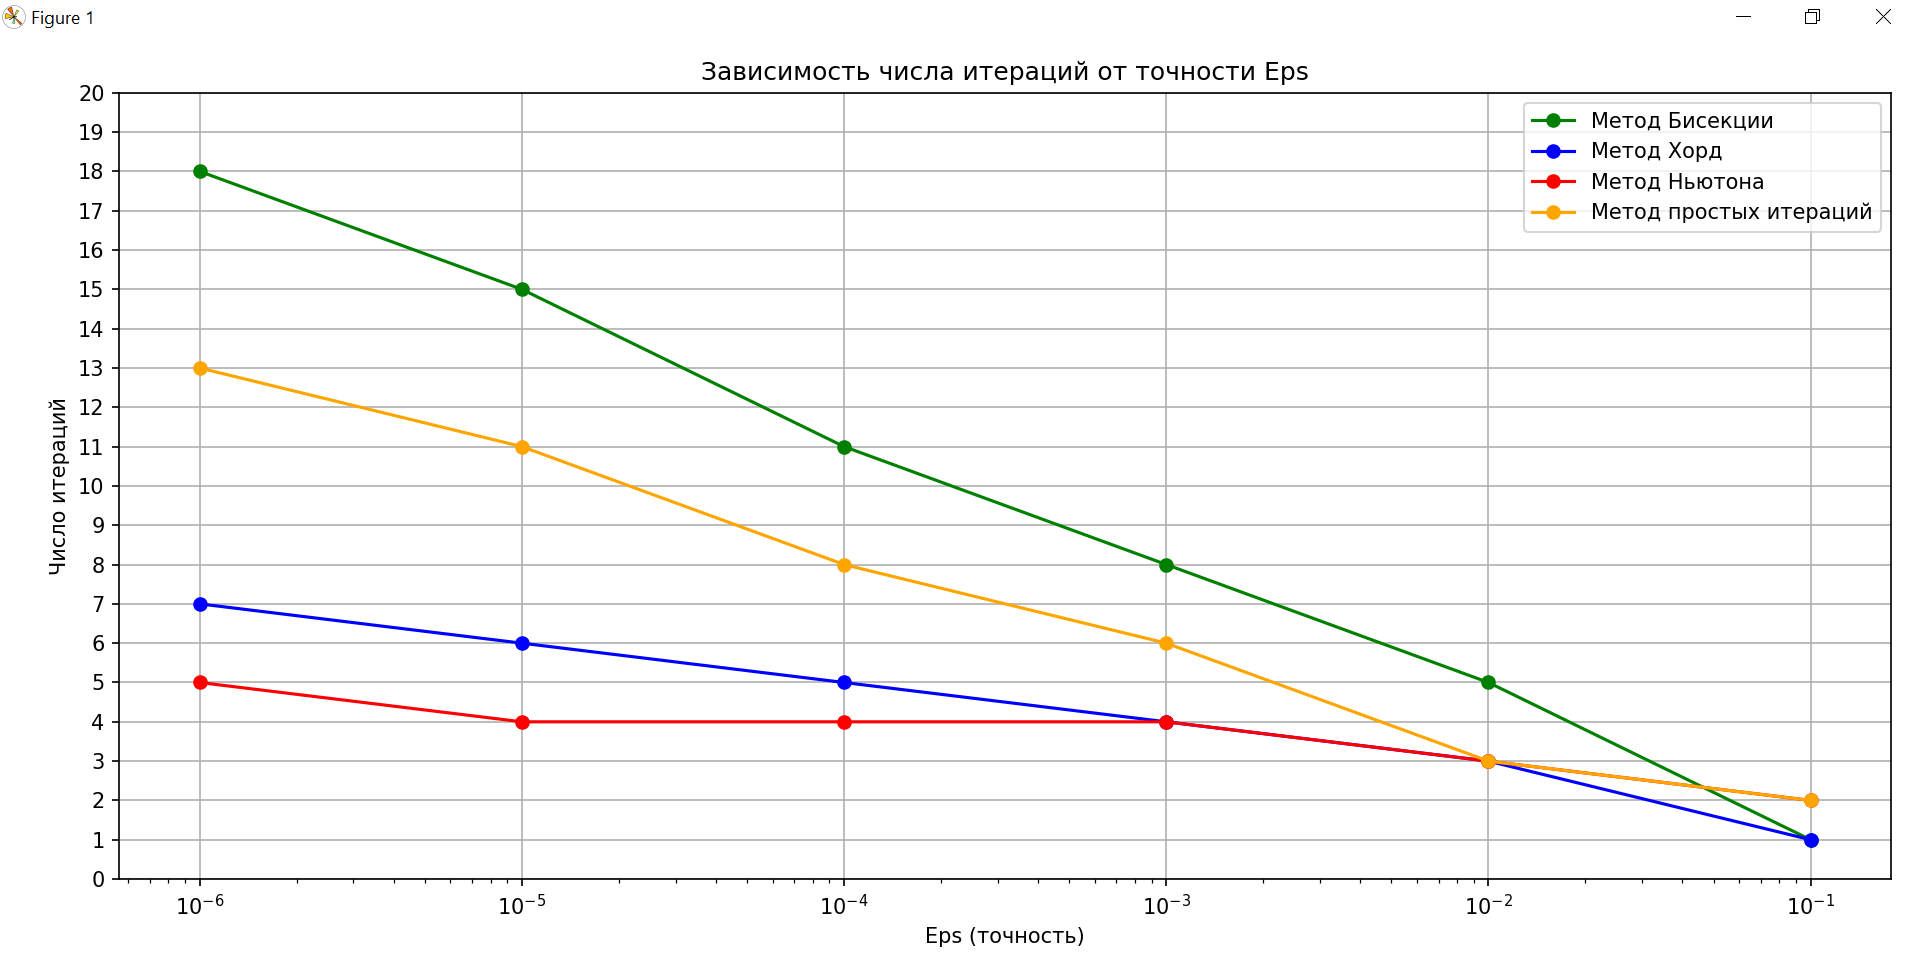 Figure 1
Зависимость числа итераций от точности Eps
20
19
18
17
16
15
14
13
12
11
10
9
8
7
6
5
4
3
2
1
0
Число итераций
Метод Бисекции
Метод Хорд
Метод Ньютона
Метод простых итераций
10⁻⁶ 10⁻⁵ 10⁻⁴ 10⁻³ 10⁻² 10⁻¹
Eps (точность)